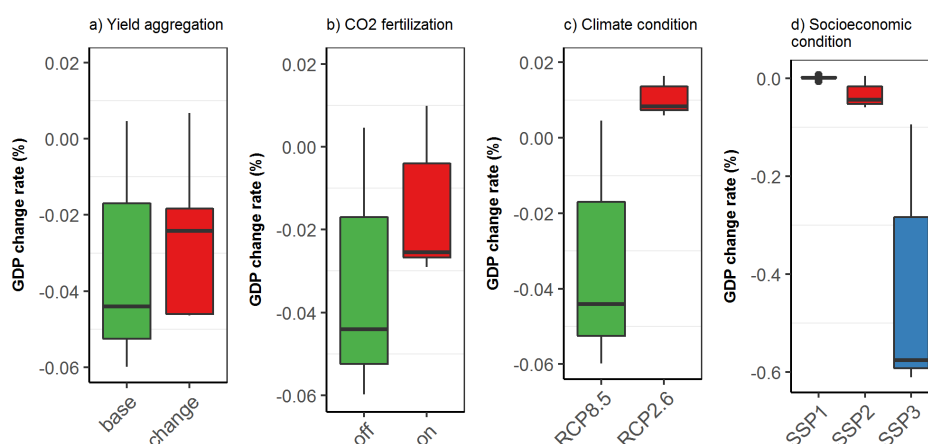 a) Yield aggregation
GDP change rate (%)
0.02
0.00
-0.02
-0.04
-0.06
base
change
b) CO2 fertilization
GDP change rate (%)
0.02
0.00
-0.02
-0.04
-0.06
off
on
c) Climate condition
GDP change rate (%)
0.02
0.00
-0.02
-0.04
-0.06
RCP8.5
RCP2.6
d) Socioeconomic
condition
GDP change rate (%)
0.0
-0.2
-0.4
-0.6
SSP1
SSP2
SSP3